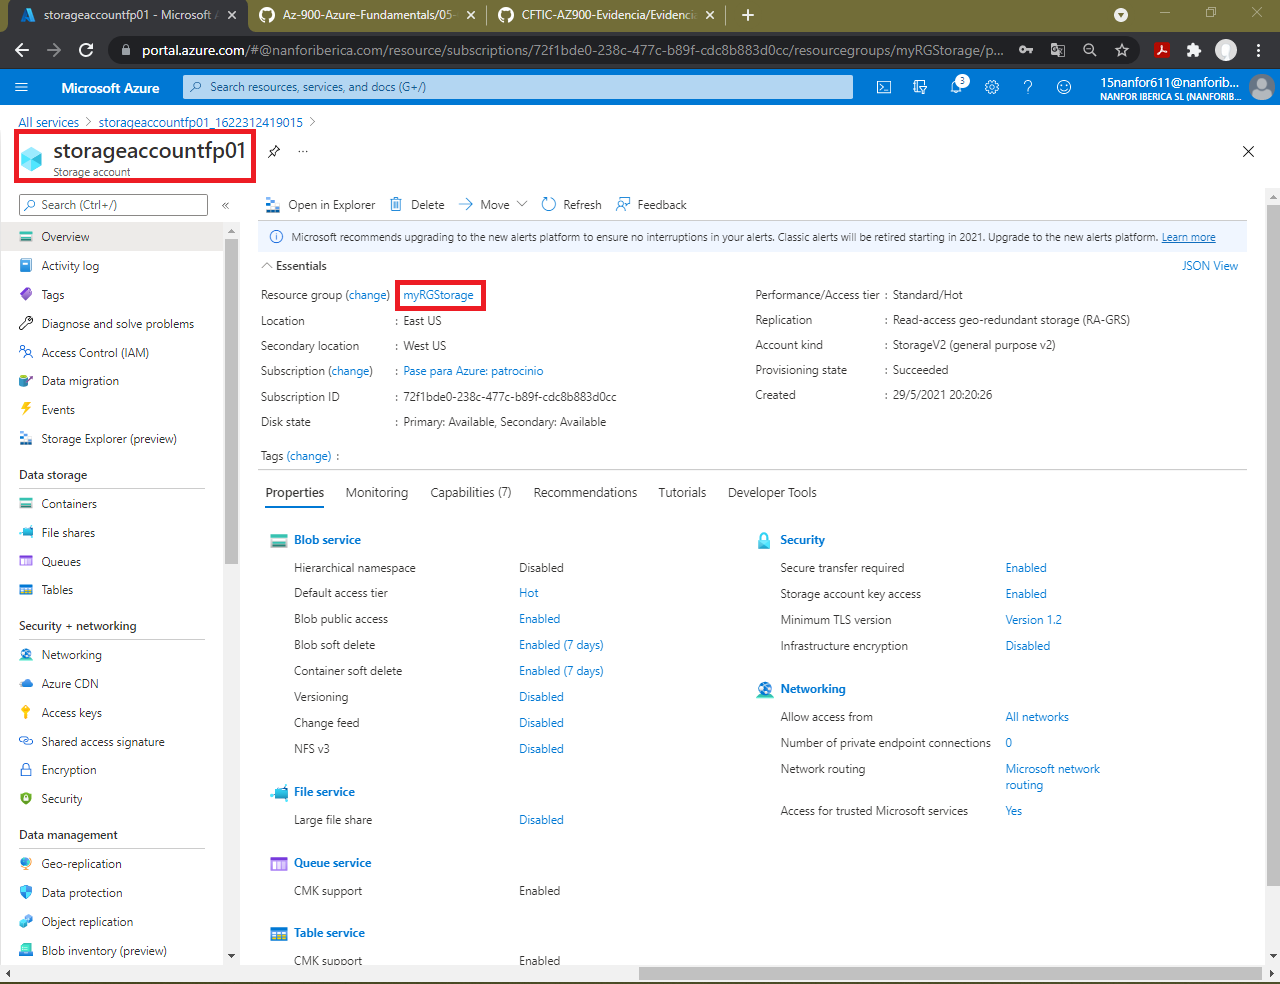 storageaccountfp01 - Microsoft A
Az-900-Azure-Fundamentals/05-
CFTIC-AZ900-Evidencia/Evidencia
portal.azure.com/#@nanforiberica.com/resource/subscriptions/72f1bde0-238c-477c-b89f-cdc8b883d0cc/resourcegroups/myRGStorage/p...
Microsoft Azure
Search resources, services, and docs (G+/)
3
15nanfor611@nanforib...
NANFOR IBERICA SL (NANFORIB...
All services > storageaccountfp01_1622312419015 >
storageaccountfp01
...
Storage account
Search (Ctrl+/)
«
Overview
Activity log
Tags
Diagnose and solve problems
Access Control (IAM)
Data migration
Events
Storage Explorer (preview)
Data storage
Containers
File shares
Queues
Tables
Security + networking
Networking
Azure CDN
Access keys
Shared access signature
Encryption
Security
Data management
Geo-replication
Data protection
Object replication
Blob inventory (preview)
Open in Explorer
Delete
Move
Refresh
Feedback
Microsoft recommends upgrading to the new alerts platform to ensure no interruptions in your alerts. Classic alerts will be retired starting in 2021. Upgrade to the new alerts platform. Learn more
Essentials
JSON View
Resource group (change) myRGStorage
Location : East US
Secondary location : West US
Subscription (change) : Pase para Azure: patrocinio
Subscription ID : 72f1bde0-238c-477c-b89f-cdc8b883d0cc
Disk state : Primary: Available, Secondary: Available
Performance/Access tier : Standard/Hot
Replication : Read-access geo-redundant storage (RA-GRS)
Account kind : StorageV2 (general purpose v2)
Provisioning state : Succeeded
Created : 29/5/2021 20:20:26
Tags (change) :
Properties
Monitoring
Capabilities (7)
Recommendations
Tutorials
Developer Tools
Blob service
Hierarchical namespace Disabled
Default access tier Hot
Blob public access Enabled
Blob soft delete Enabled (7 days)
Container soft delete Enabled (7 days)
Versioning Disabled
Change feed Disabled
NFS v3 Disabled
File service
Large file share Disabled
Queue service
CMK support Enabled
Table service
CMK support Enabled
Security
Secure transfer required Enabled
Storage account key access Enabled
Minimum TLS version Version 1.2
Infrastructure encryption Disabled
Networking
Allow access from All networks
Number of private endpoint connections 0
Network routing Microsoft network
routing
Access for trusted Microsoft services Yes